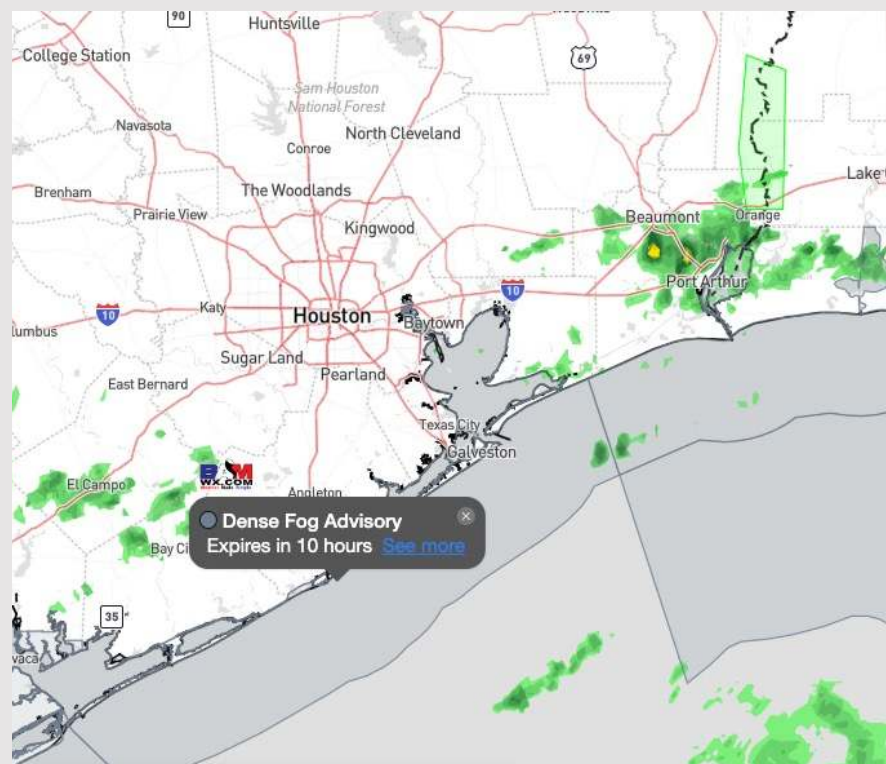 90
Huntsville
College Station
69
Sam Houston
National Forest
Navasota
North Cleveland
Conroe
Brenham
The Woodlands
Lake
Prairie View
Kingwood
Beaumont
Orange
Port Arthur
10
10
Katy
Houston
Baytown
lumbus
Sugar Land
Pearland
East Bernard
Texas City
Galveston
El Campo
WX.COM
Angleton
Dense Fog Advisory
Expires in 10 hours See more
Bay Ci
35
vaca